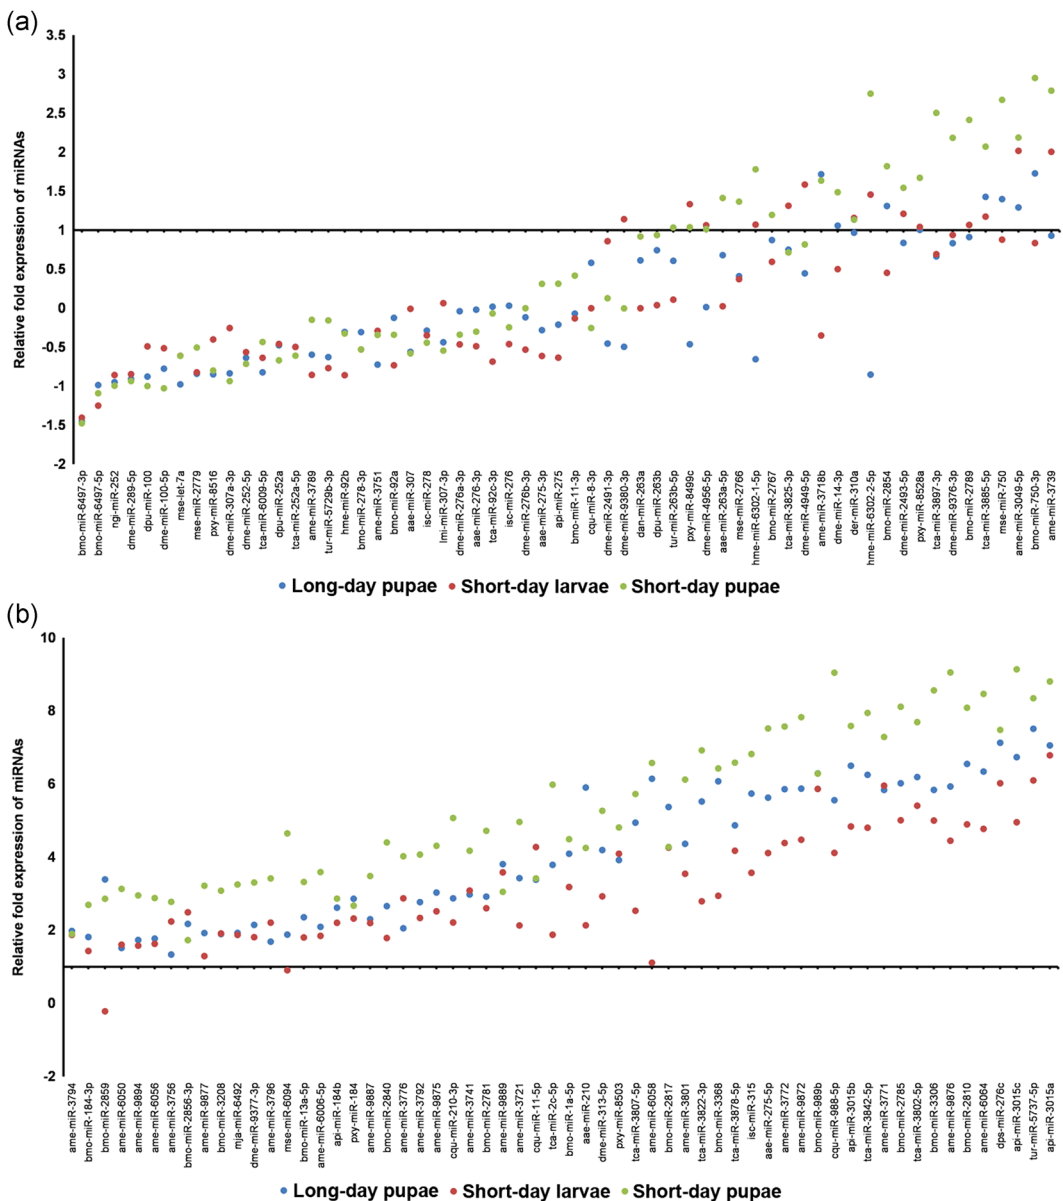 (a)
3.5
3
2.5
2
1.5
1
0.5
0
-0.5
-1
-1.5
-2
Relative fold expression of miRNAs
bmo-miR-6497-3p
bmo-miR-6497-5p
ngi-miR-252
dme-miR-289-5p
dpu-miR-100
dme-miR-100-5p
mse-let-7a
mse-miR-2779
pxy-miR-8516
dme-miR-307a-3p
dme-miR-252-5p
tca-miR-6009-5p
dpu-miR-252a
tca-miR-252a-5p
ame-miR-3789
tur-miR-5729b-3p
hme-miR-92b
bmo-miR-278-3p
ame-miR-3751
bmo-miR-92a
aae-miR-307
isc-miR-278
lmi-miR-307-3p
dme-miR-276a-3p
aae-miR-276-3p
tca-miR-92c-3p
isc-miR-276
dme-miR-276b-3p
aae-miR-275-3p
api-miR-275
bmo-miR-11-3p
cqu-miR-8-3p
dme-miR-2491-3p
dme-miR-9380-3p
dan-miR-263a
dpu-miR-263b
tur-miR-263b-5p
pxy-miR-8499c
dme-miR-4956-5p
aae-miR-263a-5p
mse-miR-2766
hme-miR-6302-1-5p
bmo-miR-2767
tca-miR-3825-3p
dme-miR-4949-5p
ame-miR-3718b
dme-miR-14-3p
der-miR-310a
hme-miR-6302-2-5p
bmo-miR-2854
dme-miR-2493-5p
pxy-miR-8528a
tca-miR-3897-3p
dme-miR-9376-3p
bmo-miR-2789
tca-miR-3885-5p
mse-miR-750
ame-miR-3049-5p
bmo-miR-750-3p
ame-miR-3739
Long-day pupae Short-day larvae Short-day pupae
(b)
10
8
6
4
2
0
-2
Relative fold expression of miRNAs
ame-miR-3794
bmo-miR-184-3p
bmo-miR-2859
ame-miR-6050
ame-miR-9894
ame-miR-6056
ame-miR-3756
bmo-miR-2856-3p
ame-miR-9877
bmo-miR-3208
mja-miR-6492
dme-miR-9377-3p
ame-miR-3796
mse-miR-6094
bmo-miR-13a-5p
ame-miR-6006-5p
api-miR-184b
pxy-miR-184
ame-miR-9887
bmo-miR-2840
ame-miR-3776
ame-miR-3792
ame-miR-9875
cqu-miR-210-3p
ame-miR-3741
bmo-miR-2781
ame-miR-9889
ame-miR-3721
cqu-miR-11-5p
tca-miR-2c-5p
bmo-miR-1a-5p
aae-miR-210
dme-miR-313-5p
pxy-miR-8503
tca-miR-3807-5p
ame-miR-6058
bmo-miR-2817
ame-miR-3801
tca-miR-3822-3p
bmo-miR-3368
tca-miR-3878-5p
isc-miR-315
aae-miR-275-5p
ame-miR-3772
ame-miR-9872
bmo-miR-989b
cqu-miR-988-5p
api-miR-3015b
tca-miR-3842-5p
ame-miR-3771
bmo-miR-2785
tca-miR-3802-5p
bmo-miR-3306
ame-miR-9876
bmo-miR-2810
ame-miR-6064
dps-miR-276c
api-miR-3015c
tur-miR-5737-5p
api-miR-3015a
Long-day pupae Short-day larvae Short-day pupae